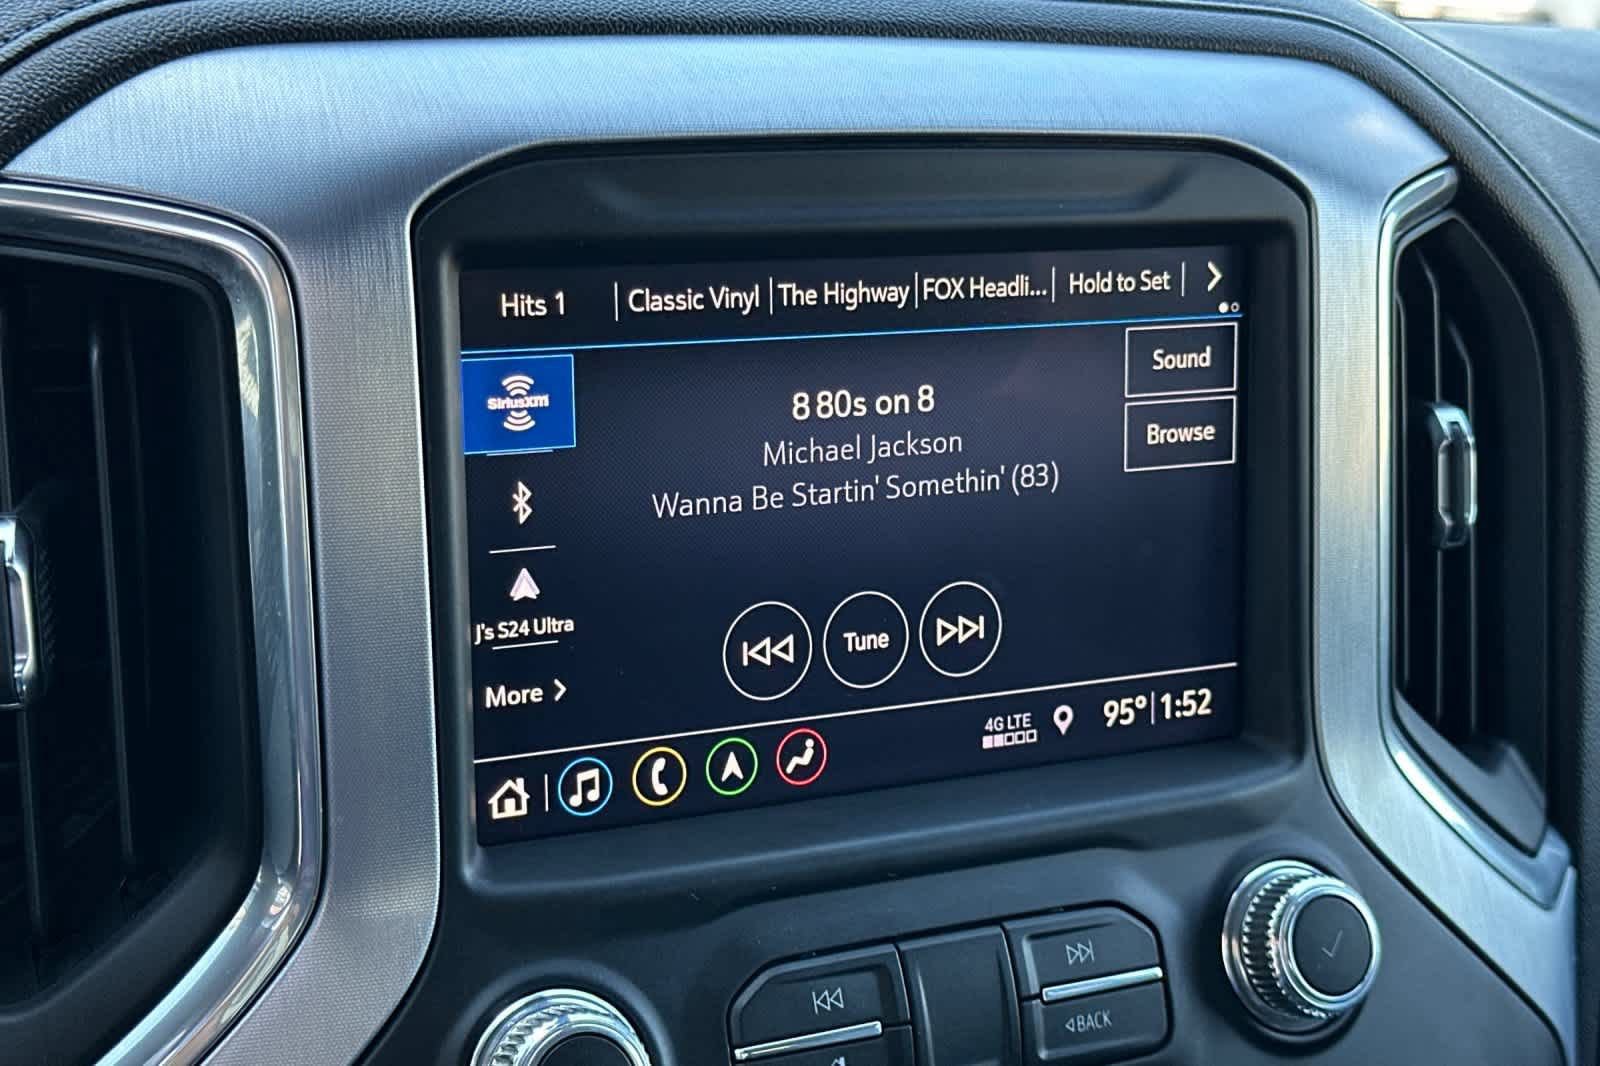 Hits 1 Classic Vinyl The Highway FOX Headli... Hold to Set
SiriusXM
8 80s on 8
Michael Jackson
Wanna Be Startin' Somethin' (83)
Sound
Browse
J's S24 Ultra
More
Tune
4G LTE
95° 1:52
BACK